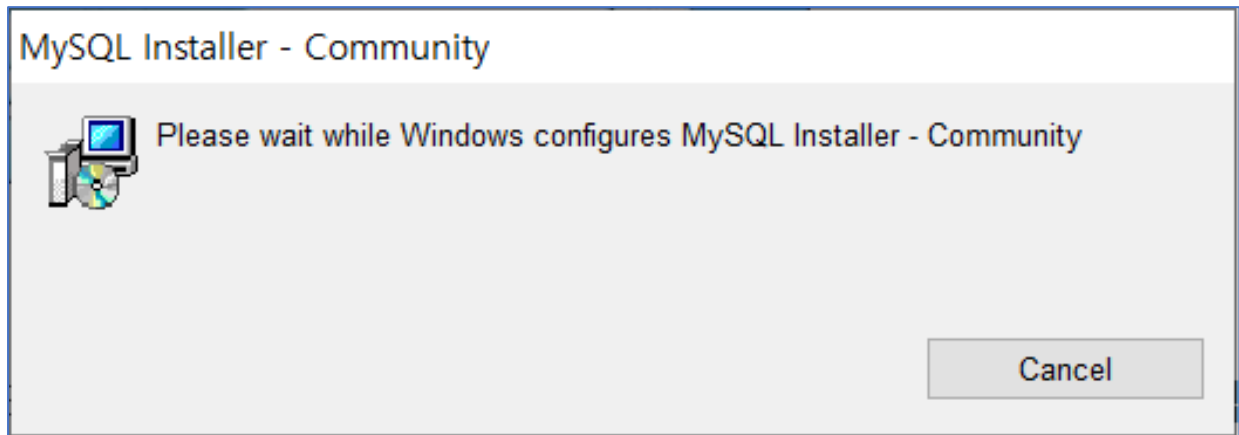 MySQL Installer - Community
Please wait while Windows configures MySQL Installer - Community
Cancel